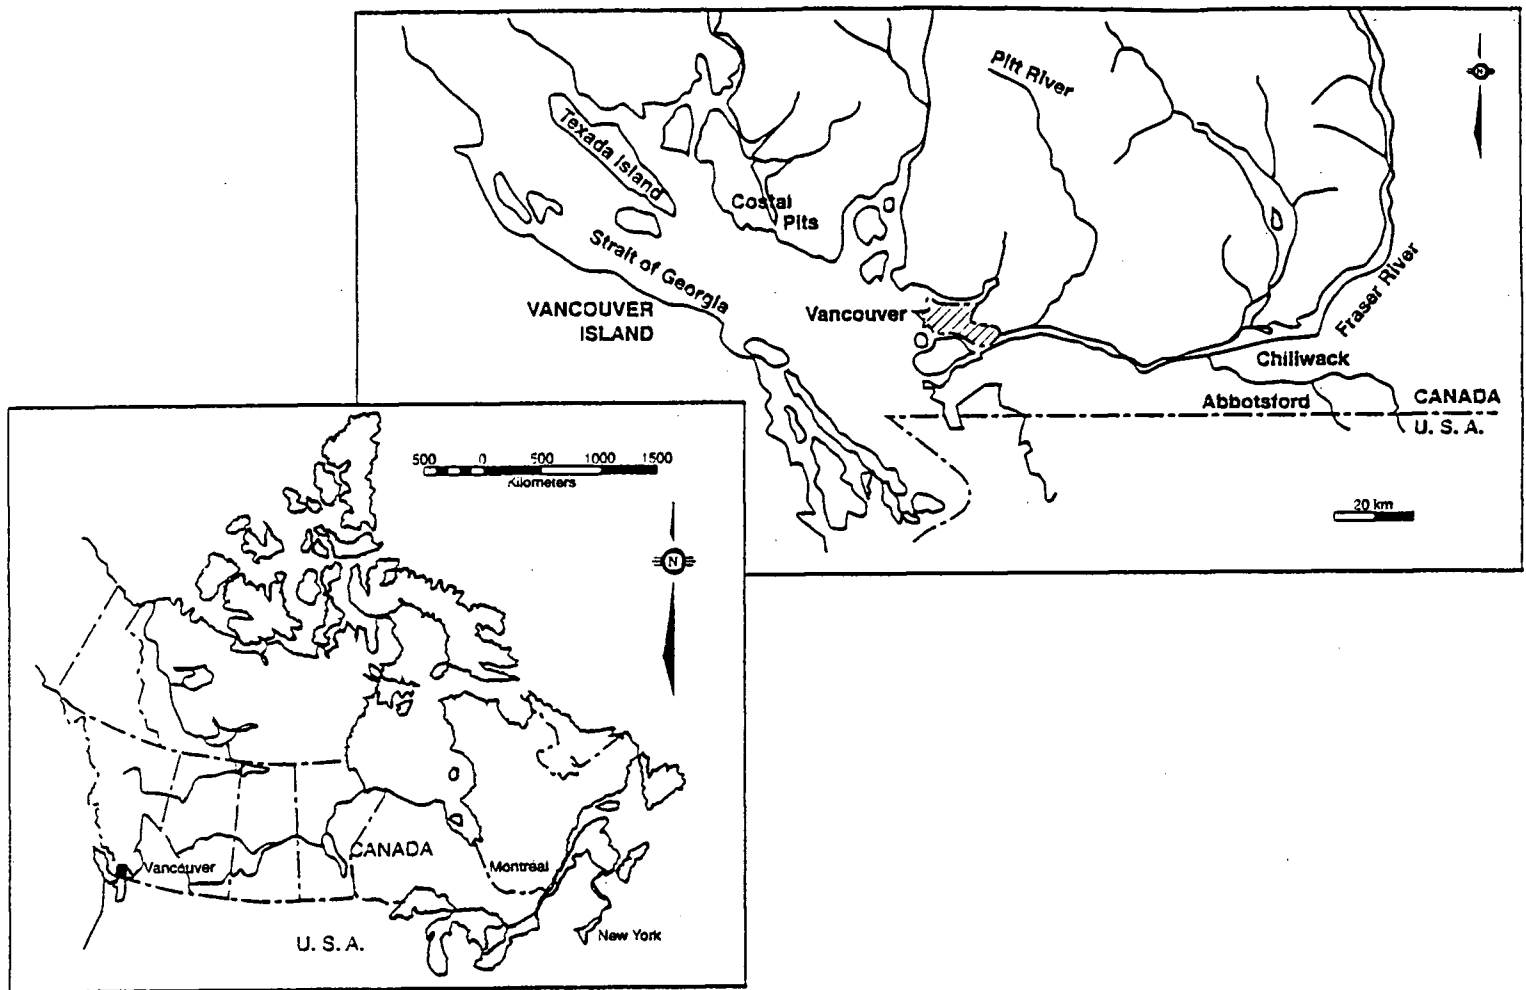 Pitt River
N
Texada Island
Costal
Pits
Strait of Georgia
VANCOUVER
ISLAND
Vancouver
Fraser River
Chiliwack
Abbotsford
CANADA
U. S. A.
20 km
500 0 500 1000 1500
Kilometers
N
CANADA
Vancouver
Montréal
U. S. A.
New York